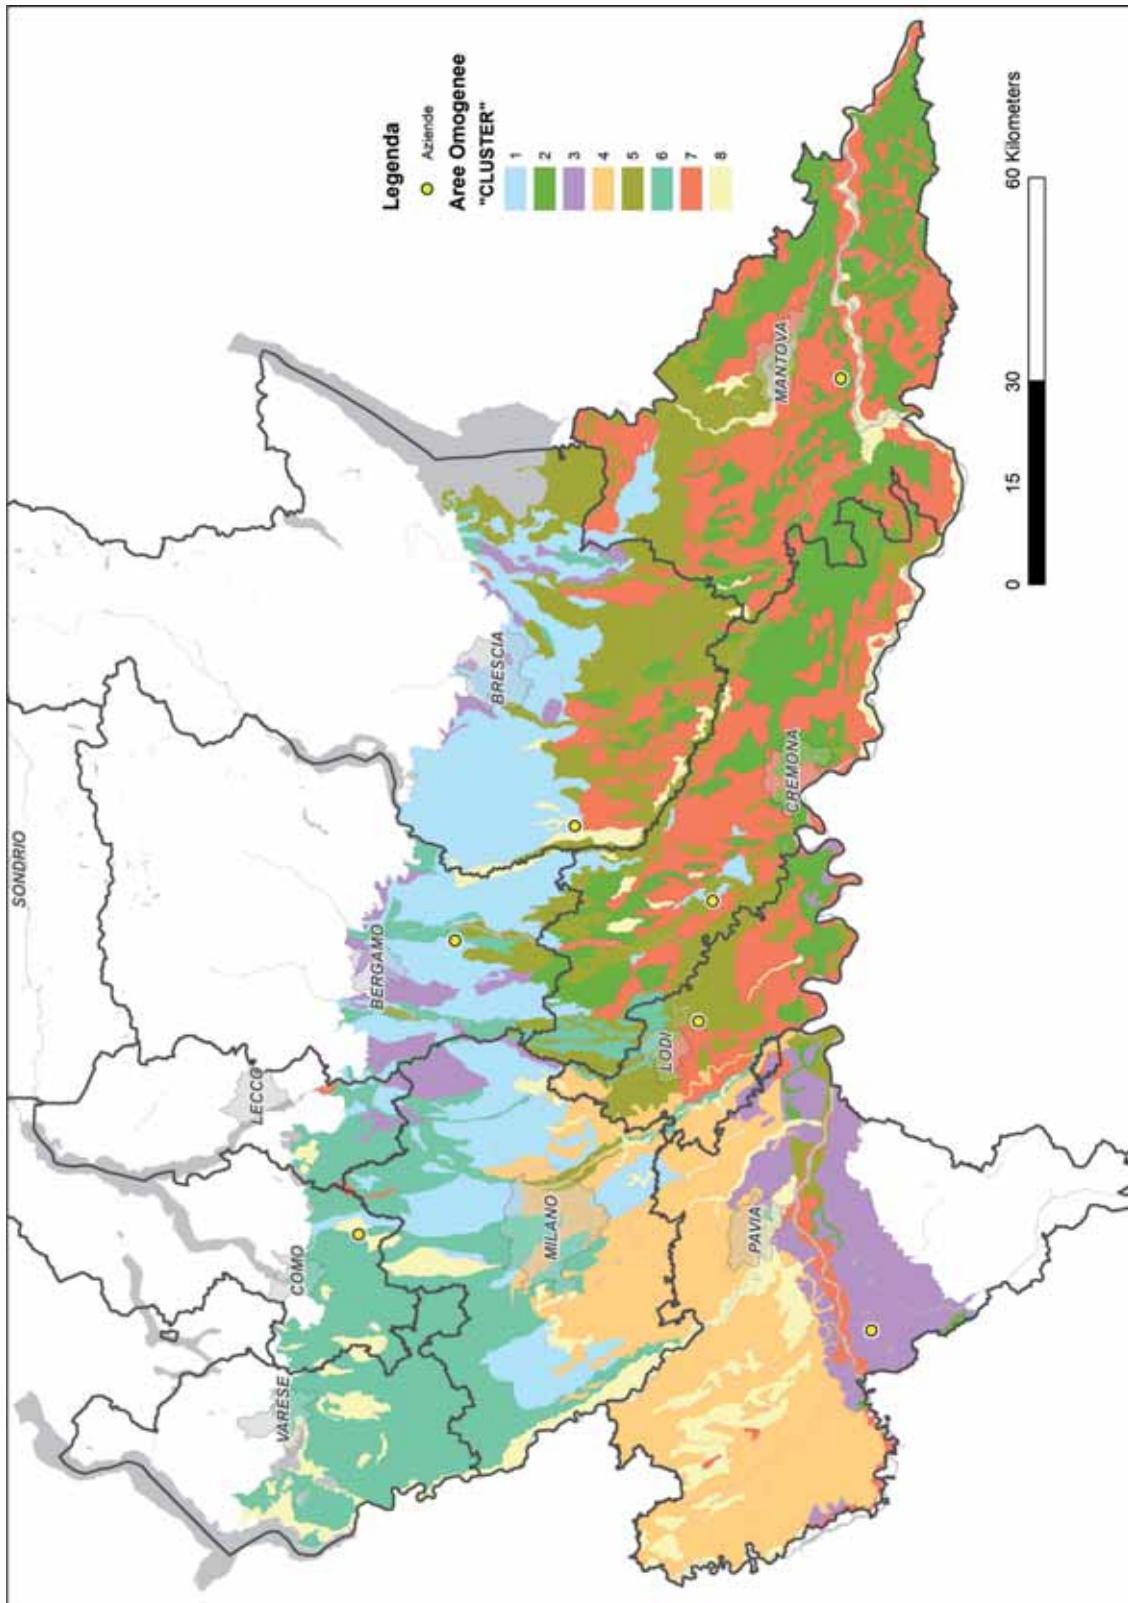 SONDRIO
LECCO
COMO
VARESE
BERGAMO
BRESCIA
MILANO
LODI
PAVIA
CREMONA
MANTOVA
Legenda
Aziende
Aree Omogenee
"CLUSTER"
1
2
3
4
5
6
7
8
0 15 30 60 Kilometers